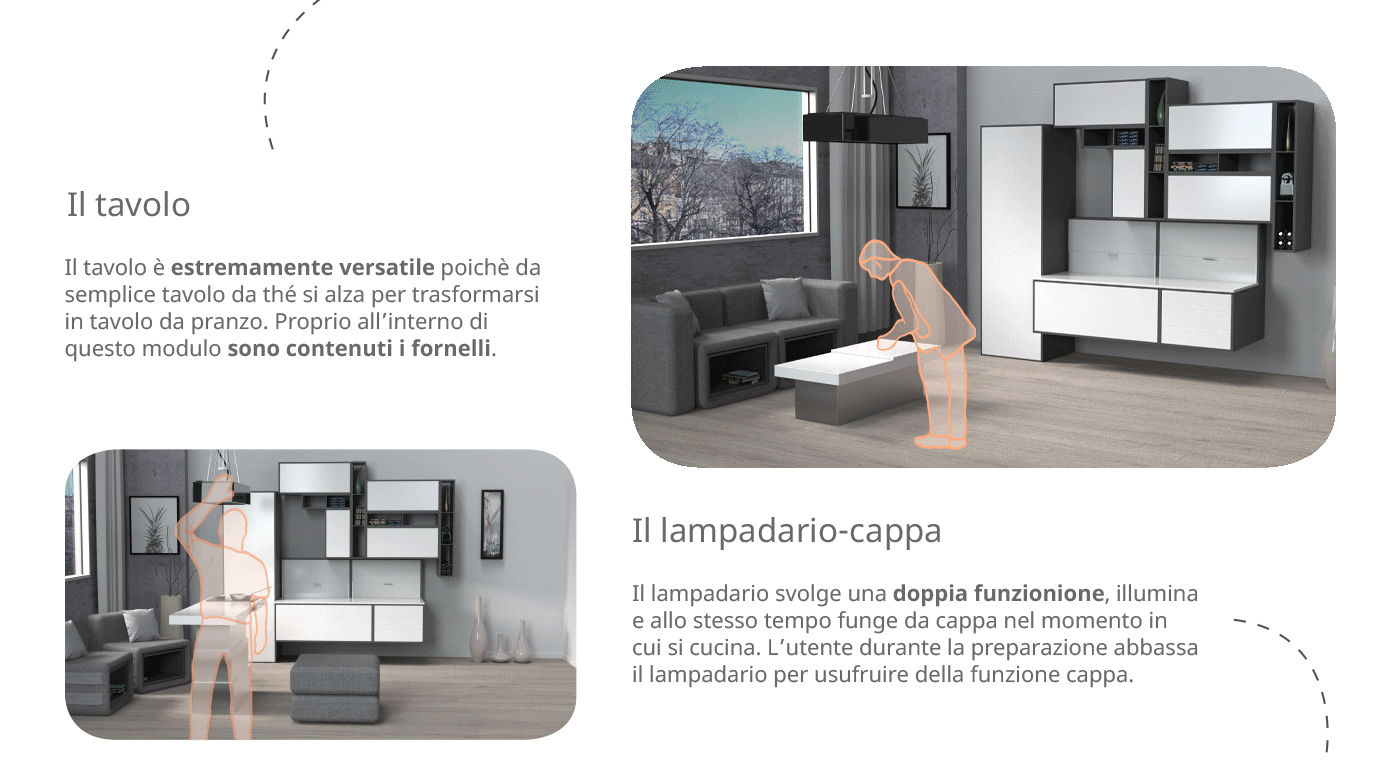 Il tavolo
Il tavolo è estremamente versatile poichè da
semplice tavolo da thé si alza per trasformarsi
in tavolo da pranzo. Proprio all’interno di
questo modulo sono contenuti i fornelli.
Il lampadario-cappa
Il lampadario svolge una doppia funzionione, illumina
e allo stesso tempo funge da cappa nel momento in
cui si cucina. L’utente durante la preparazione abbassa
il lampadario per usufruire della funzione cappa.